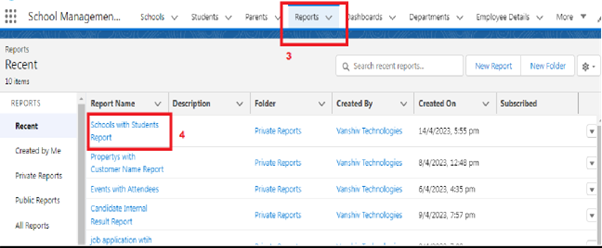 School Managemen... Schools Students Parents Reports Dashboards Departments Employee Details More
3
Reports
Recent
10 items
Search recent reports... New Report New Folder
REPORTS Report Name Description Folder Created By Created On Subscribed
Recent Schools with Students Private Reports Vanshiv Technologies 14/4/2023, 5:55 pm
Report 4
Created by Me Propertys with Private Reports Vanshiv Technologies 8/4/2023, 12:48 pm
Customer Name Report
Private Reports Events with Attendees Private Reports Vanshiv Technologies 6/4/2023, 4:35 pm
Public Reports Candidate Internal Private Reports Vanshiv Technologies 9/4/2023, 7:57 pm
Result Report
All Reports job application wtih